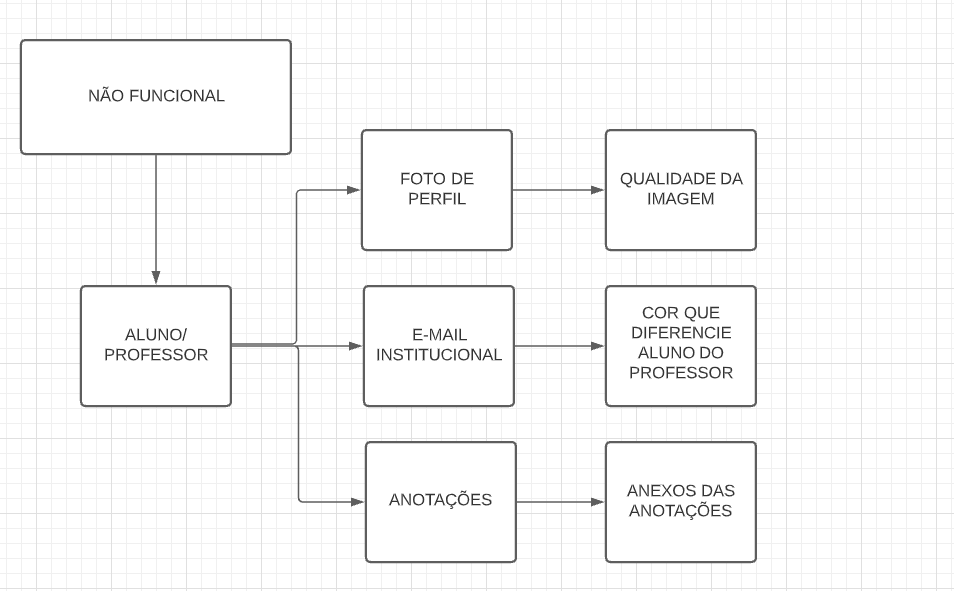 NÃO FUNCIONAL
FOTO DE
PERFIL
QUALIDADE DA
IMAGEM
ALUNO/
PROFESSOR
E-MAIL
INSTITUCIONAL
COR QUE
DIFERENCIE
ALUNO DO
PROFESSOR
ANOTAÇÕES
ANEXOS DAS
ANOTAÇÕES